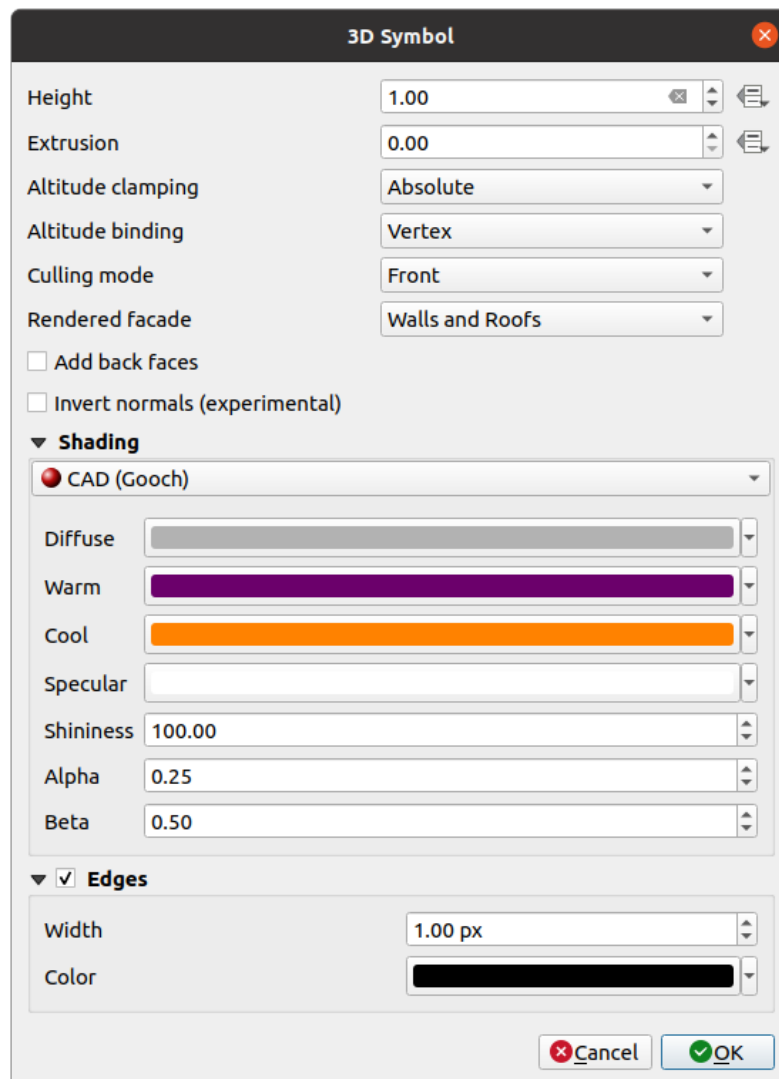 3D Symbol
Height 1.00
Extrusion 0.00
Altitude clamping Absolute
Altitude binding Vertex
Culling mode Front
Rendered facade Walls and Roofs
Add back faces
Invert normals (experimental)
Shading
CAD (Gooch)
Diffuse
Warm
Cool
Specular
Shininess 100.00
Alpha 0.25
Beta 0.50
Edges
Width 1.00 px
Color
Cancel OK